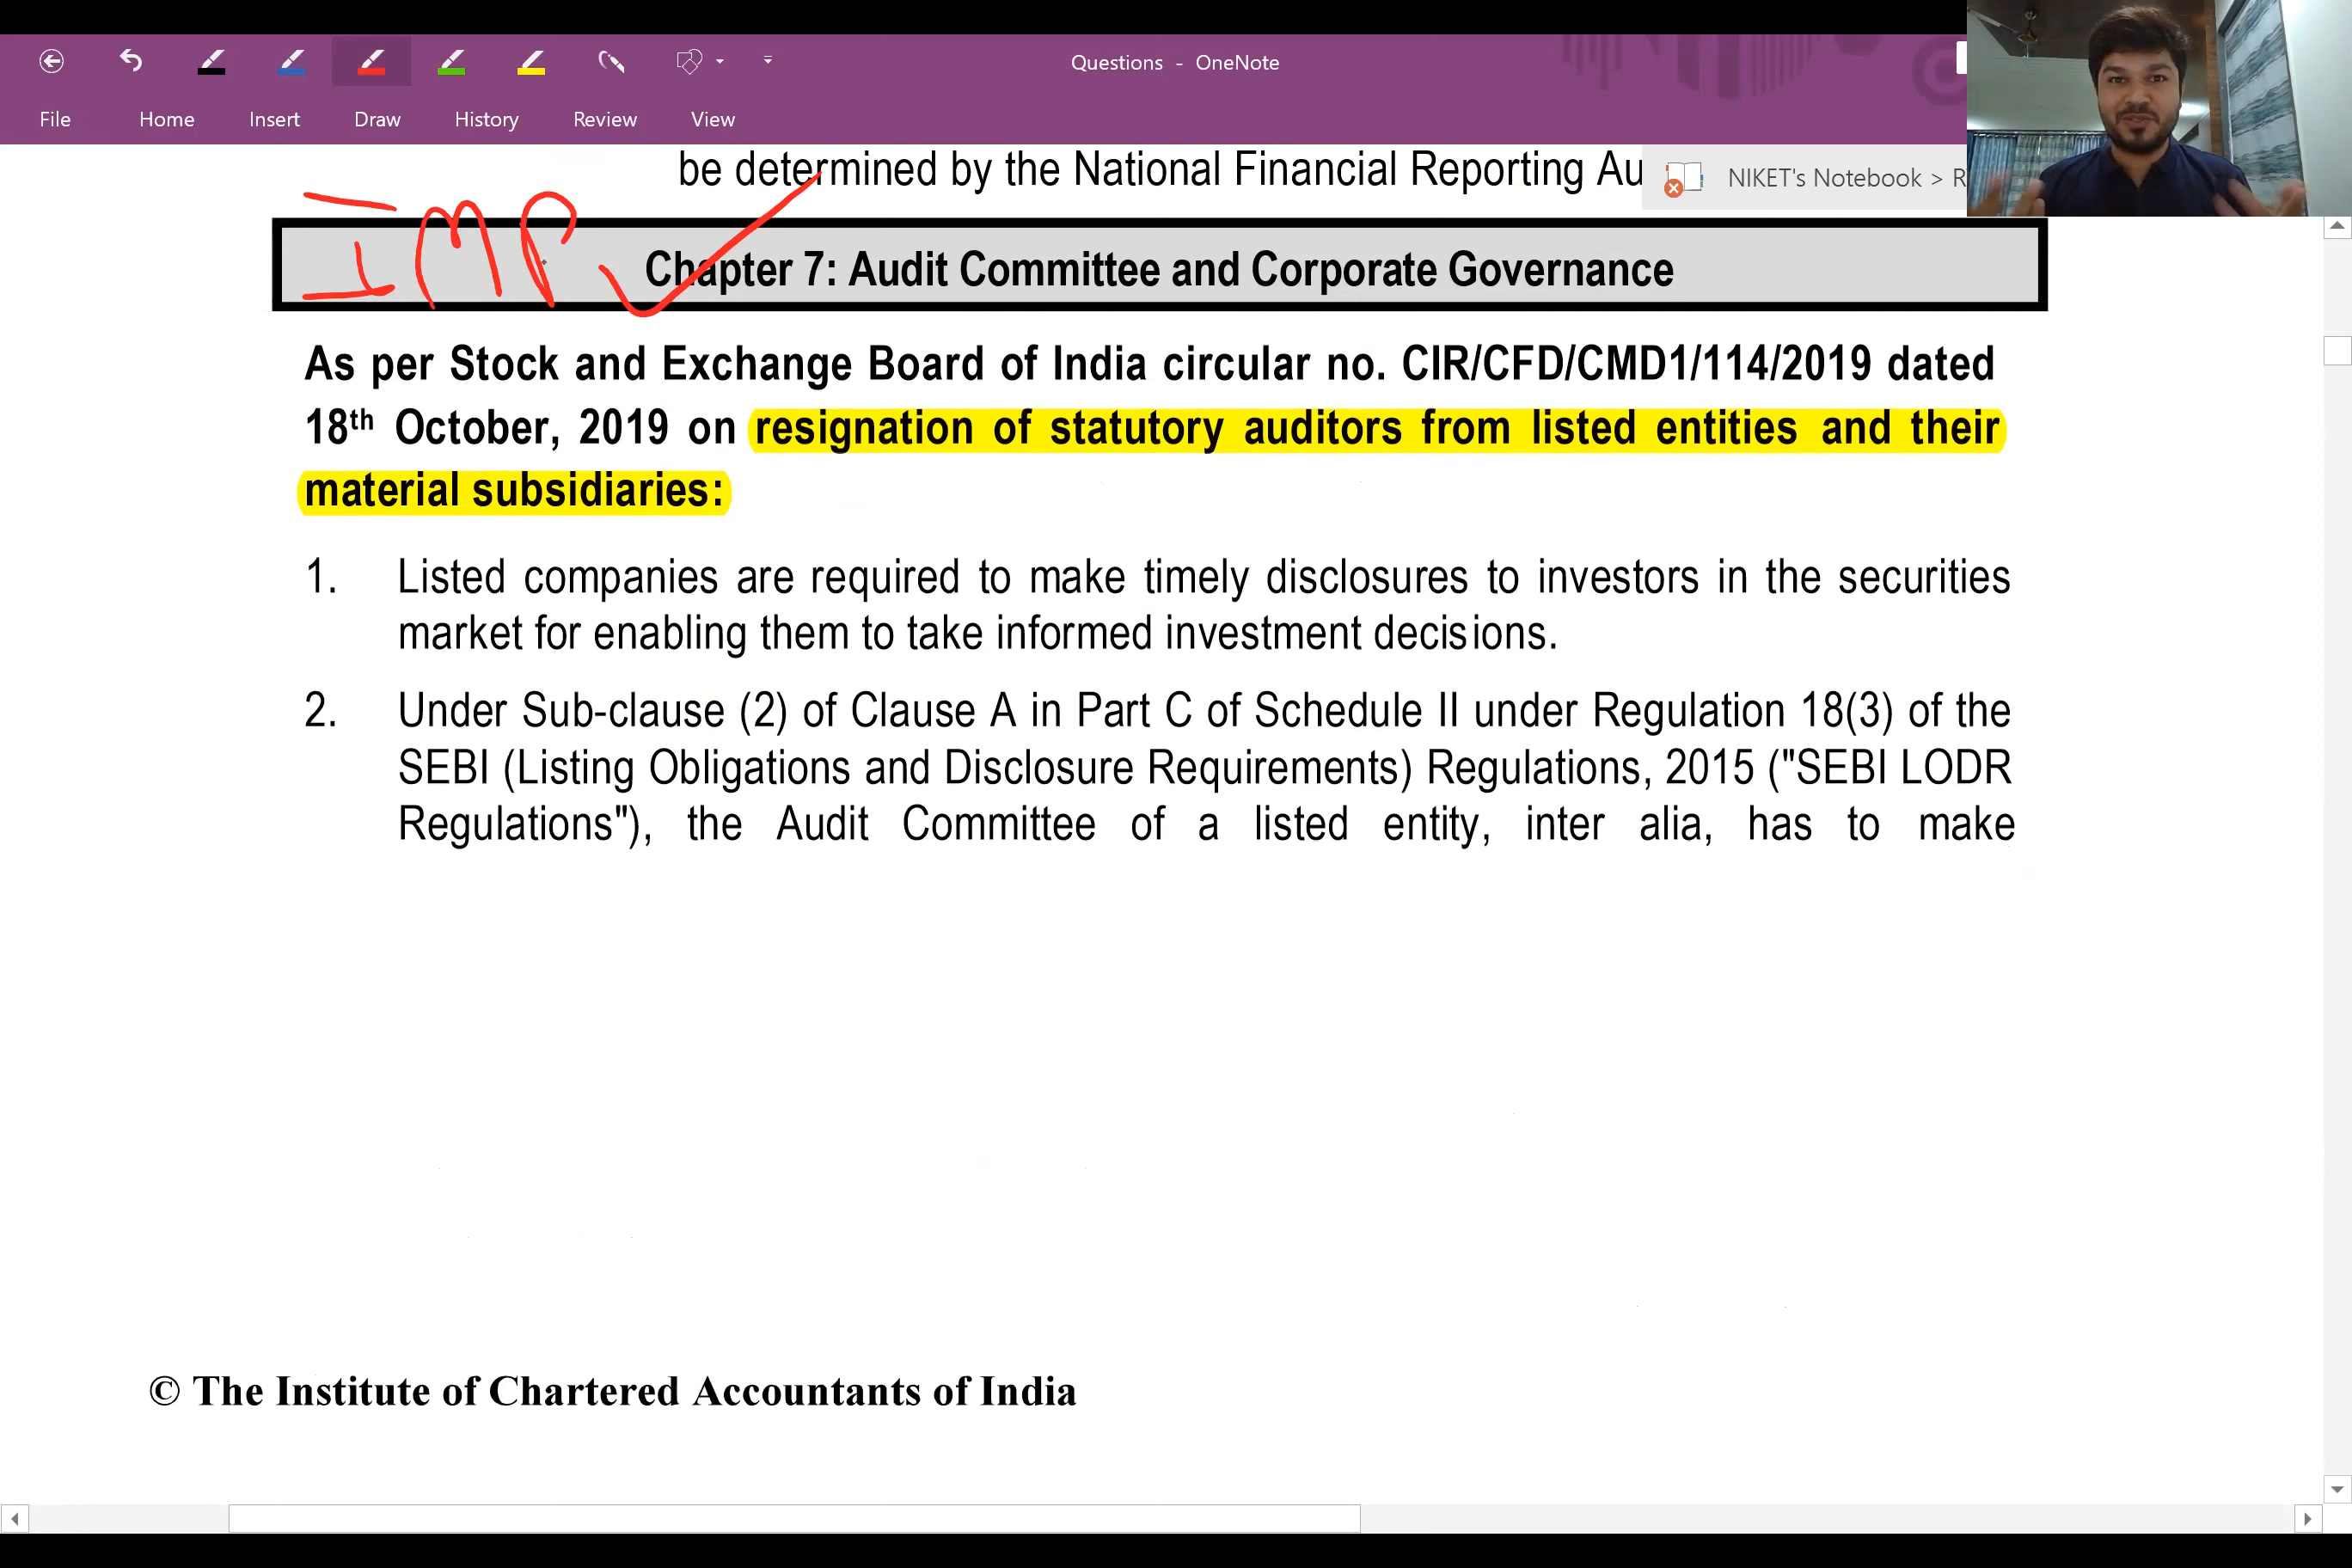 Questions - OneNote
File Home Insert Draw History Review View
be determined by the National Financial Reporting Au
NIKET's Notebook > R
IMP
Chapter 7: Audit Committee and Corporate Governance
As per Stock and Exchange Board of India circular no. CIR/CFD/CMD1/114/2019 dated
18th October, 2019 on resignation of statutory auditors from listed entities and their
material subsidiaries:
1. Listed companies are required to make timely disclosures to investors in the securities
market for enabling them to take informed investment decisions.
2. Under Sub-clause (2) of Clause A in Part C of Schedule II under Regulation 18(3) of the
SEBI (Listing Obligations and Disclosure Requirements) Regulations, 2015 ("SEBI LODR
Regulations"), the Audit Committee of a listed entity, inter alia, has to make
© The Institute of Chartered Accountants of India